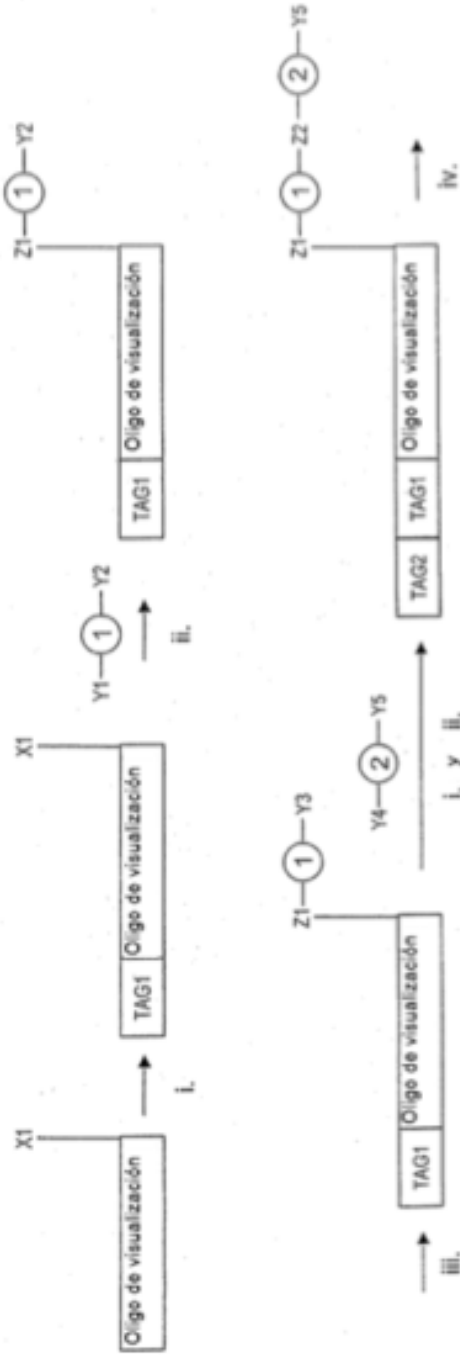 X1
Oligo de visualización
i.
X1
TAG1 Oligo de visualización
Y1 1 Y2
ii.
Z1 1 Y2
TAG1 Oligo de visualización
iii.
Z1 1 Y3
TAG1 Oligo de visualización
Y4 2 Y5
i. y ii.
Z1 1 Z2 2 Y5
TAG2 TAG1 Oligo de visualización
iv.